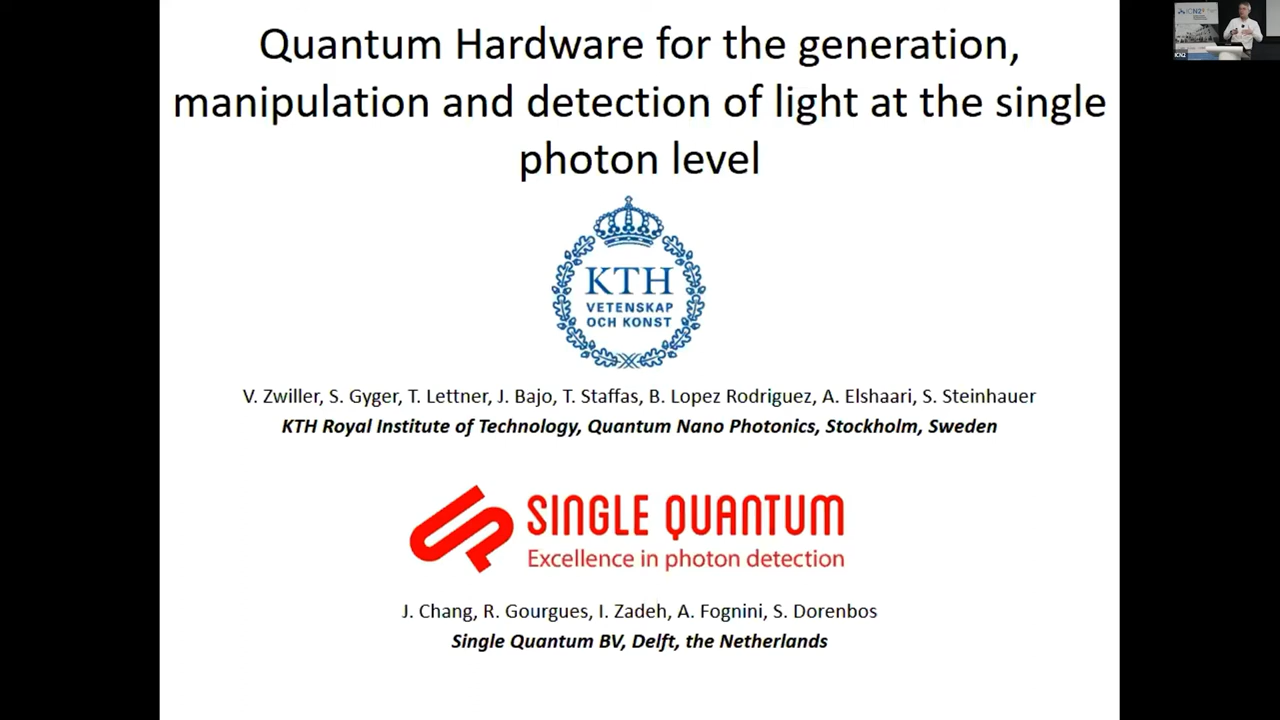 Quantum Hardware for the generation,
manipulation and detection of light at the single
photon level
KTH
VETENSKAP
OCH KONST
V. Zwiller, S. Gyger, T. Lettner, J. Bajo, T. Staffas, B. Lopez Rodriguez, A. Elshaari, S. Steinhauer
KTH Royal Institute of Technology, Quantum Nano Photonics, Stockholm, Sweden
SINGLE QUANTUM
Excellence in photon detection
J. Chang, R. Gourgues, I. Zadeh, A. Fognini, S. Dorenbos
Single Quantum BV, Delft, the Netherlands
ICN2